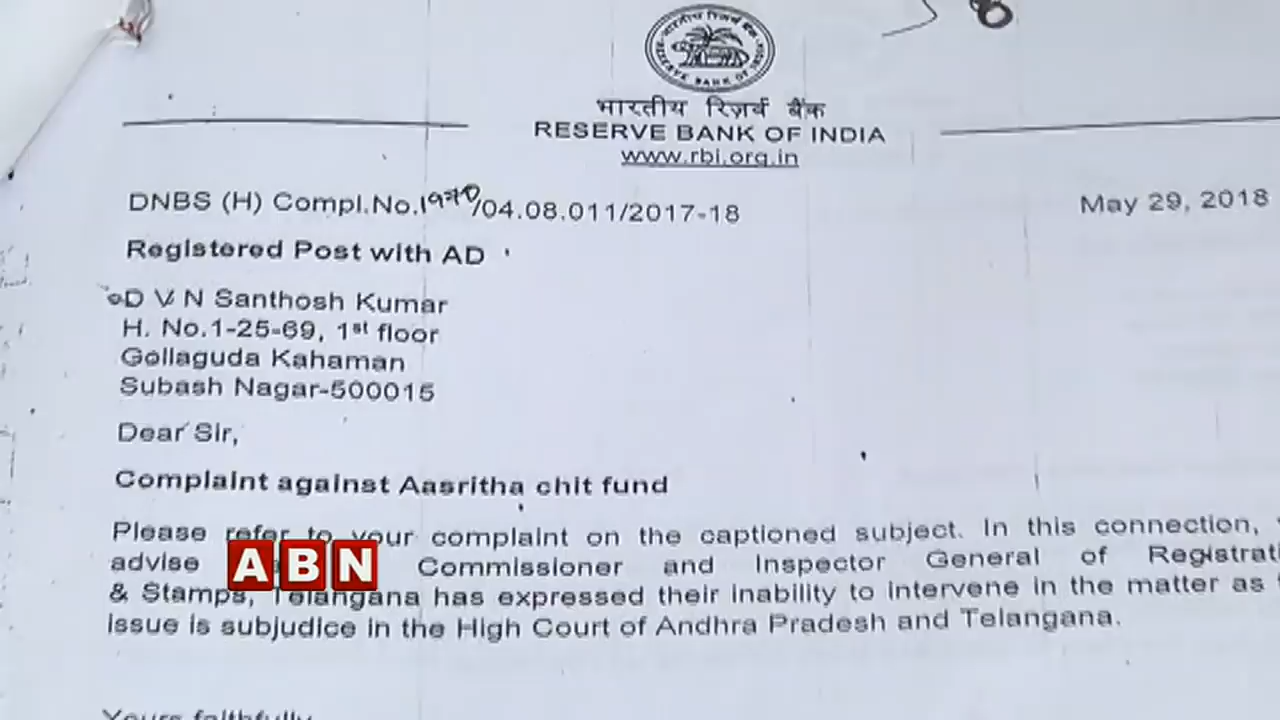 भारतीय रिज़र्व बैंक
RESERVE BANK OF INDIA
www.rbi.org.in
DNBS (H) Compl.No. /04.08.011/2017-18
May 29, 2018
Registered Post with AD
D V N Santhosh Kumar
H. No.1-25-69, 1st floor
Gollaguda Kahaman
Subash Nagar-500015
Dear Sir,
Complaint against Aasritha chit fund
Please refer to your complaint on the captioned subject. In this connection,
advise Commissioner and Inspector General of Registrati
& Stamps, Telangana has expressed their inability to intervene in the matter as
issue is subjudice in the High Court of Andhra Pradesh and Telangana.
Yours faithfully
ABN